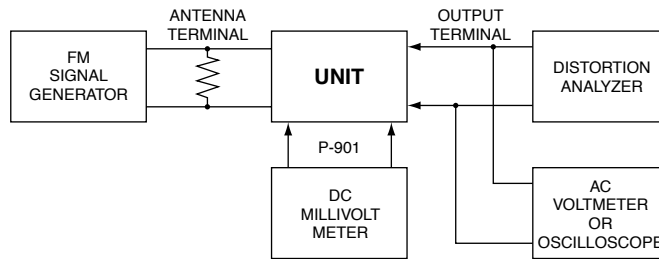 ANTENNA
TERMINAL
OUTPUT
TERMINAL
FM
SIGNAL
GENERATOR
UNIT
DISTORTION
ANALYZER
P-901
DC
MILLIVOLT
METER
AC
VOLTMETER
OR
OSCILLOSCOPE